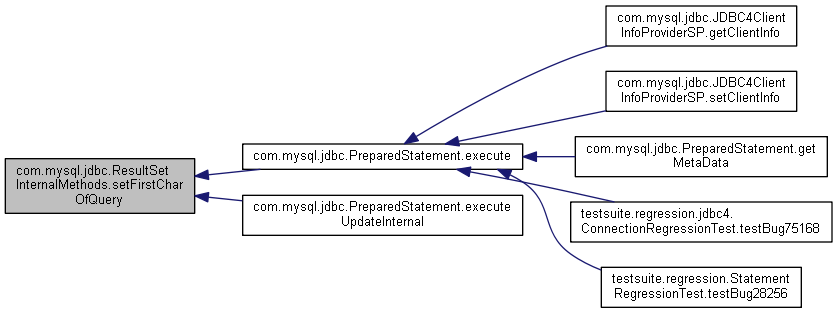 com.mysql.jdbc.JDBC4Client
InfoProviderSP.getClientInfo
com.mysql.jdbc.JDBC4Client
InfoProviderSP.setClientInfo
com.mysql.jdbc.PreparedStatement.execute
com.mysql.jdbc.PreparedStatement.get
MetaData
com.mysql.jdbc.ResultSet
InternalMethods.setFirstChar
OfQuery
com.mysql.jdbc.PreparedStatement.execute
UpdateInternal
testsuite.regression.jdbc4.
ConnectionRegressionTest.testBug75168
testsuite.regression.Statement
RegressionTest.testBug28256